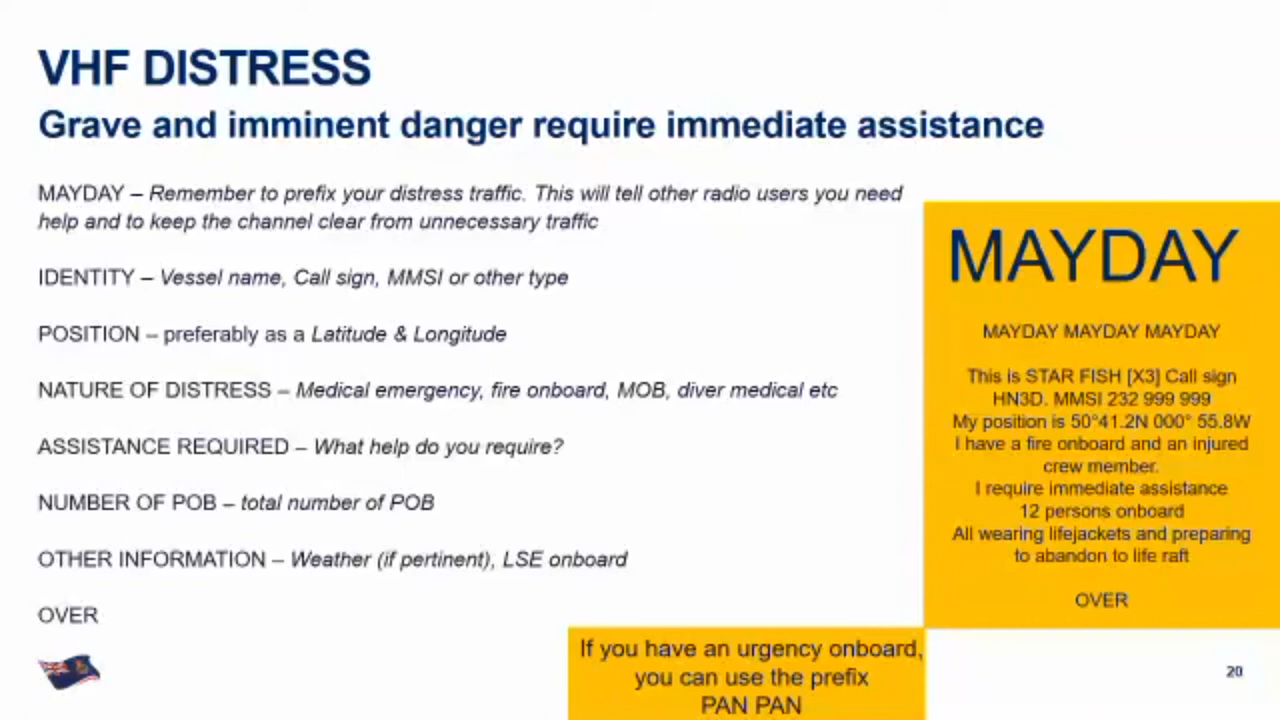 VHF DISTRESS
Grave and imminent danger require immediate assistance
MAYDAY – Remember to prefix your distress traffic. This will tell other radio users you need
help and to keep the channel clear from unnecessary traffic
IDENTITY – Vessel name, Call sign, MMSI or other type
POSITION – preferably as a Latitude & Longitude
NATURE OF DISTRESS – Medical emergency, fire onboard, MOB, diver medical etc
ASSISTANCE REQUIRED – What help do you require?
NUMBER OF POB – total number of POB
OTHER INFORMATION – Weather (if pertinent), LSE onboard
OVER
MAYDAY
MAYDAY MAYDAY MAYDAY
This is STAR FISH [X3] Call sign
HN3D. MMSI 232 999 999
My position is 50°41.2N 000° 55.8W
I have a fire onboard and an injured
crew member.
I require immediate assistance
12 persons onboard
All wearing lifejackets and preparing
to abandon to life raft
OVER
If you have an urgency onboard,
you can use the prefix
PAN PAN
20